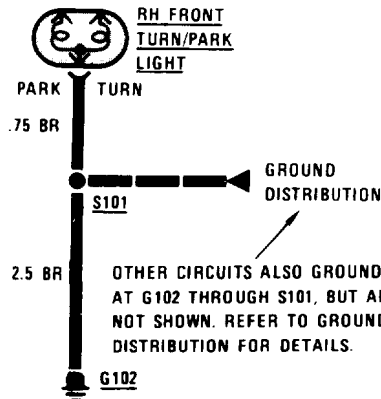 RH FRONT
TURN/PARK
LIGHT
PARK TURN
.75 BR
GROUND
DISTRIBUTION
S101
2.5 BR
OTHER CIRCUITS ALSO GROUND
AT G102 THROUGH S101, BUT
NOT SHOWN. REFER TO GROUND
DISTRIBUTION FOR DETAILS.
G102